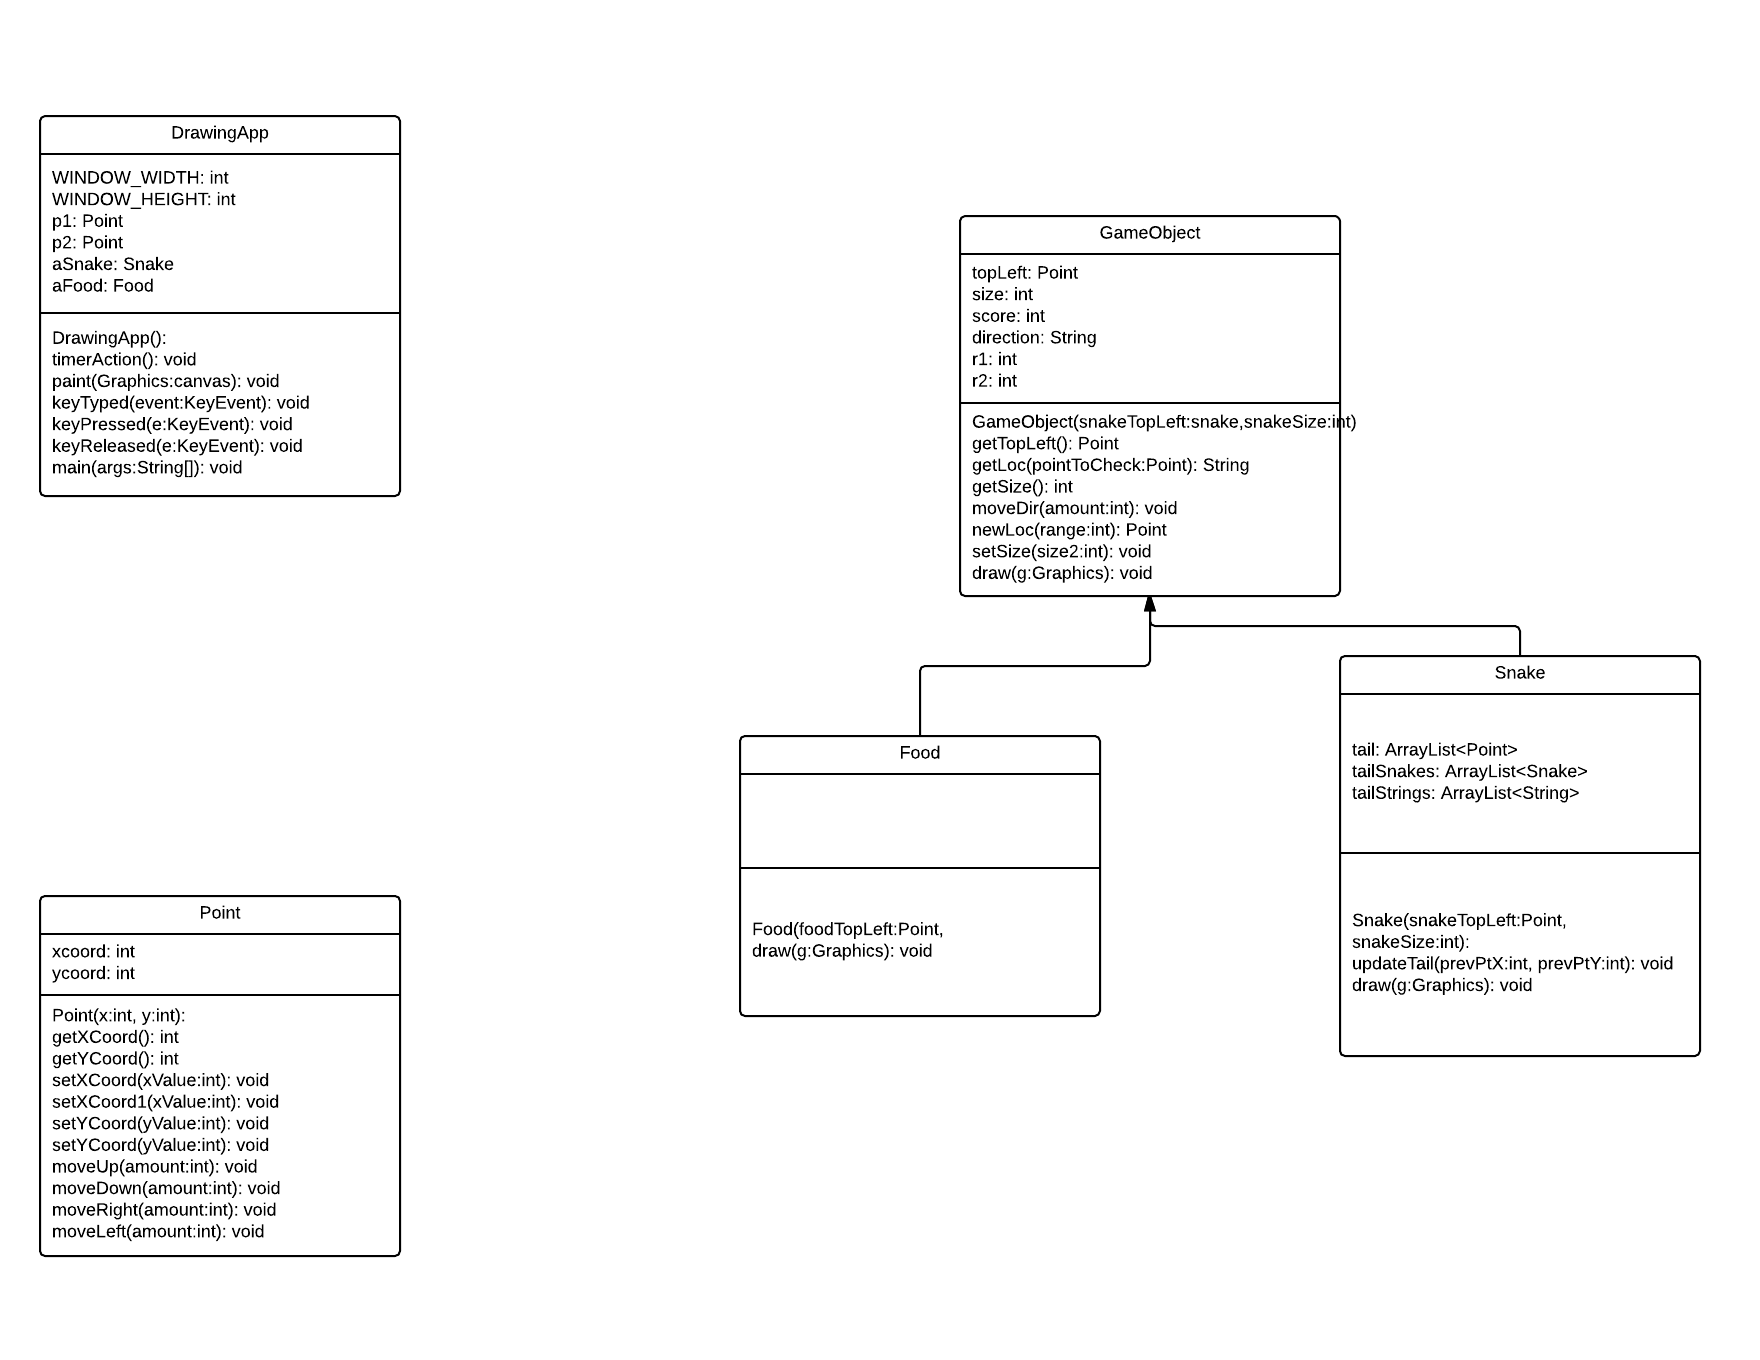 DrawingApp
WINDOW_WIDTH: int
WINDOW_HEIGHT: int
p1: Point
p2: Point
aSnake: Snake
aFood: Food
DrawingApp():
timerAction(): void
paint(Graphics:canvas): void
keyTyped(event:KeyEvent): void
keyPressed(e:KeyEvent): void
keyReleased(e:KeyEvent): void
main(args:String[]): void
GameObject
topLeft: Point
size: int
score: int
direction: String
r1: int
r2: int
GameObject(snakeTopLeft:snake,snakeSize:int)
getTopLeft(): Point
getLoc(pointToCheck:Point): String
getSize(): int
moveDir(amount:int): void
newLoc(range:int): Point
setSize(size2:int): void
draw(g:Graphics): void
Food
Food(foodTopLeft:Point,
draw(g:Graphics): void
Snake
tail: ArrayList<Point>
tailSnakes: ArrayList<Snake>
tailStrings: ArrayList<String>
Snake(snakeTopLeft:Point,
snakeSize:int):
updateTail(prevPtX:int, prevPtY:int): void
draw(g:Graphics): void
Point
xcoord: int
ycoord: int
Point(x:int, y:int):
getXCoord(): int
getYCoord(): int
setXCoord(xValue:int): void
setXCoord1(xValue:int): void
setYCoord(yValue:int): void
setYCoord(yValue:int): void
moveUp(amount:int): void
moveDown(amount:int): void
moveRight(amount:int): void
moveLeft(amount:int): void